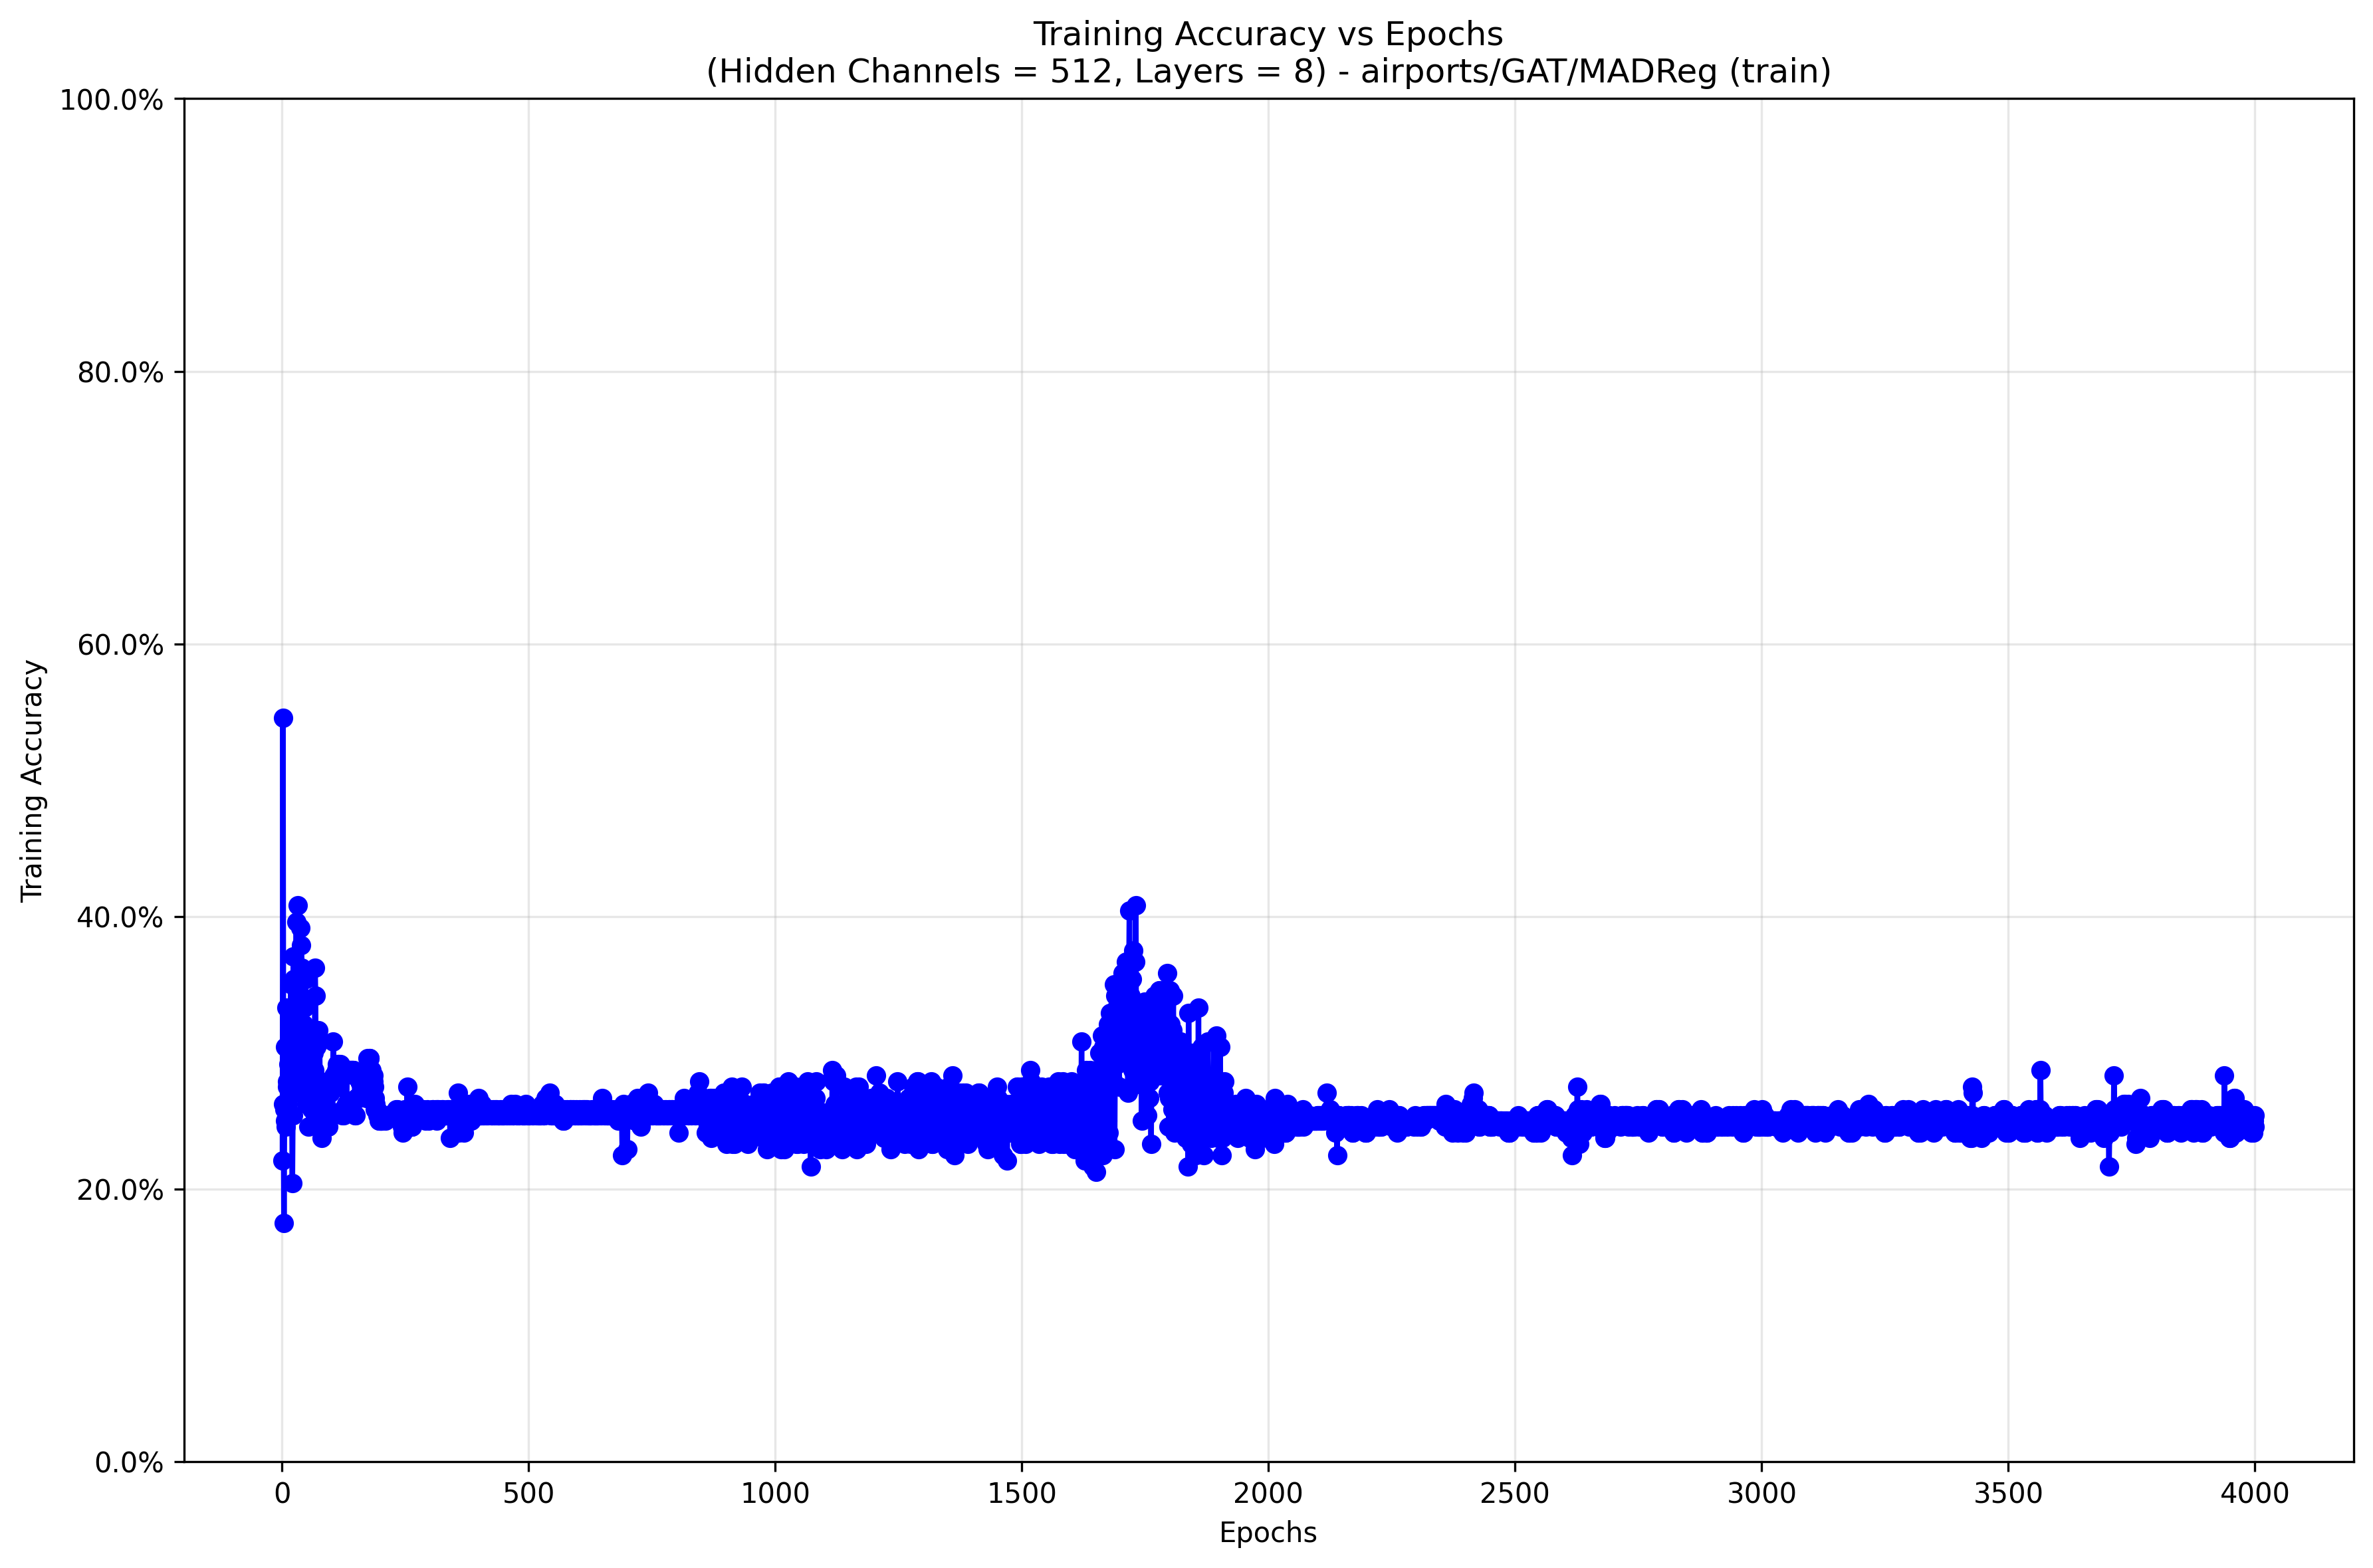 Training Accuracy vs Epochs
(Hidden Channels = 512, Layers = 8) - airports/GAT/MADReg (train)
100.0%
80.0%
60.0%
40.0%
20.0%
0.0%
Training Accuracy
0 500 1000 1500 2000 2500 3000 3500 4000
Epochs